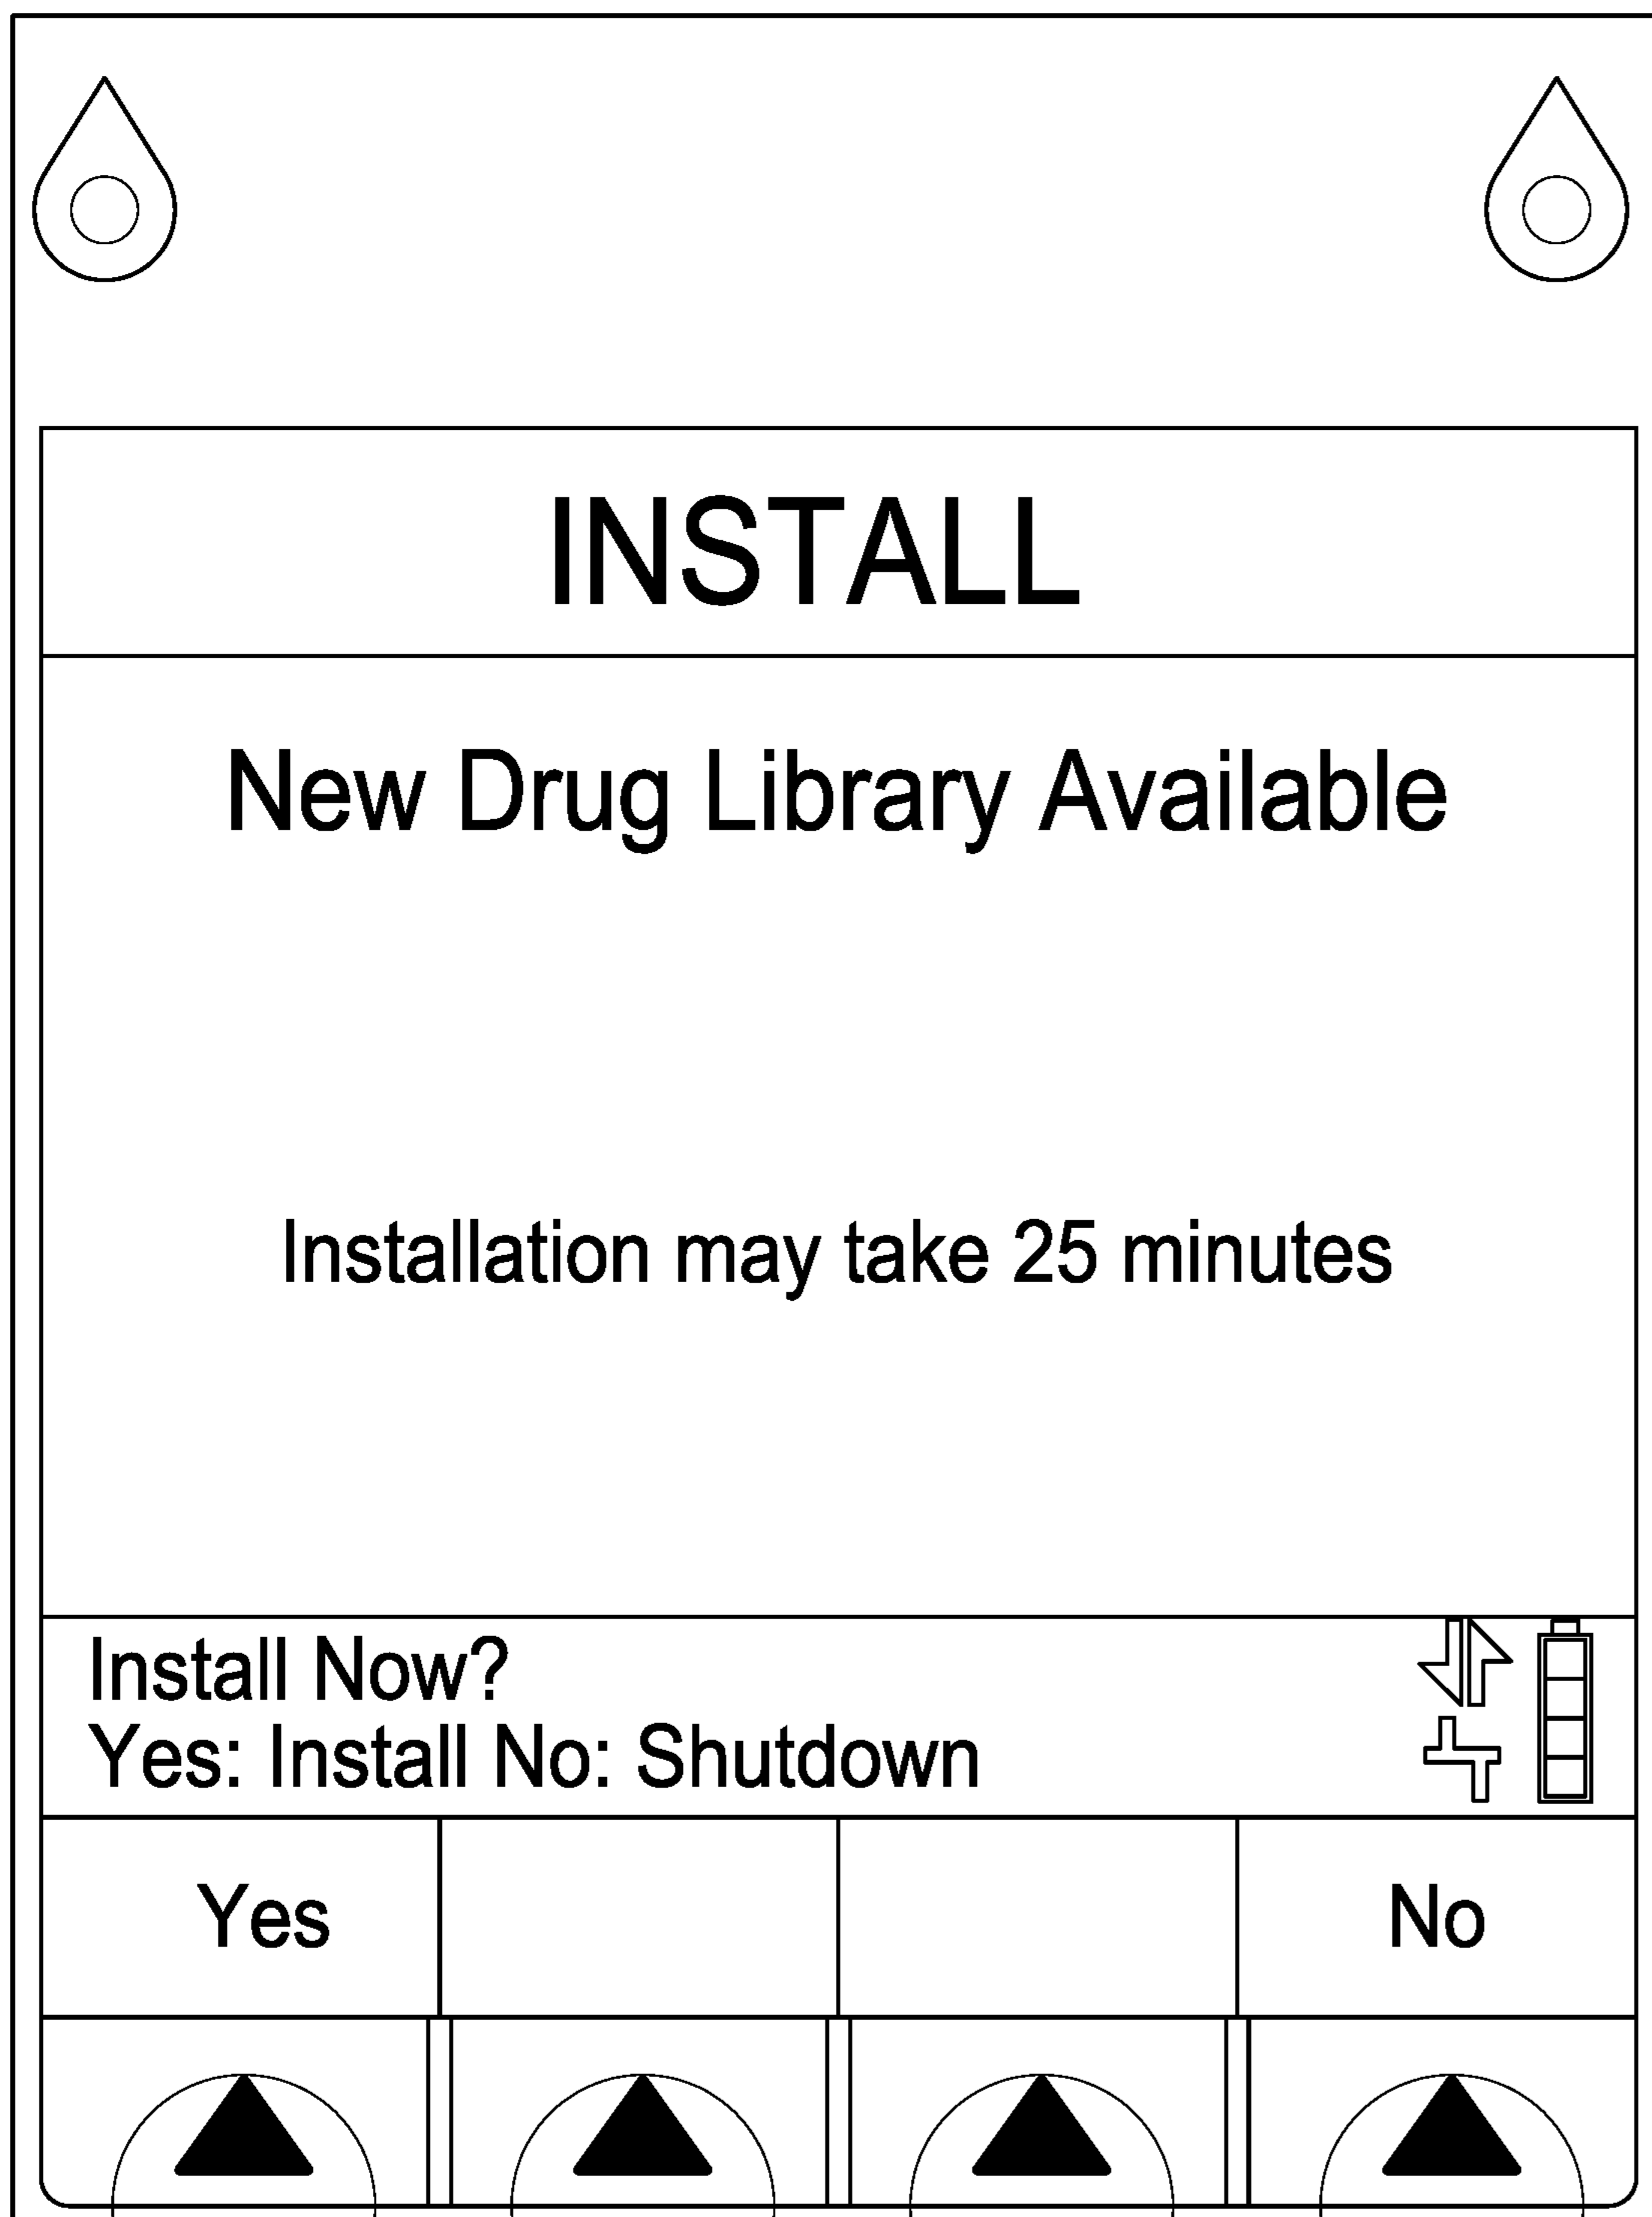 INSTALL
New Drug Library Available
Installation may take 25 minutes
Install Now?
Yes: Install No: Shutdown
Yes
No